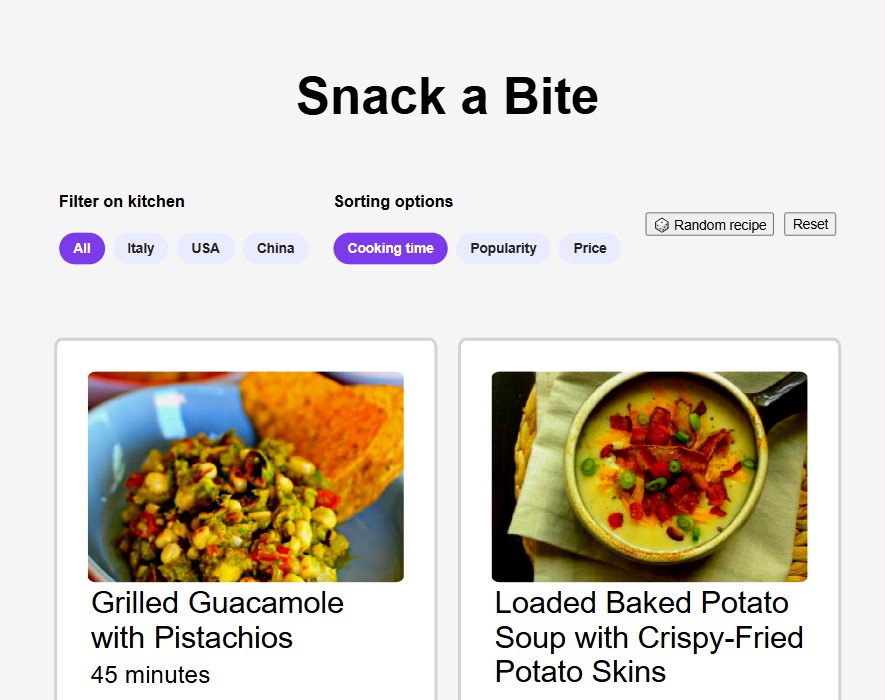 Snack a Bite
Filter on kitchen
Sorting options
All
Italy
USA
China
Cooking time
Popularity
Price
Random recipe
Reset
Grilled Guacamole
with Pistachios
45 minutes
Loaded Baked Potato
Soup with Crispy-Fried
Potato Skins